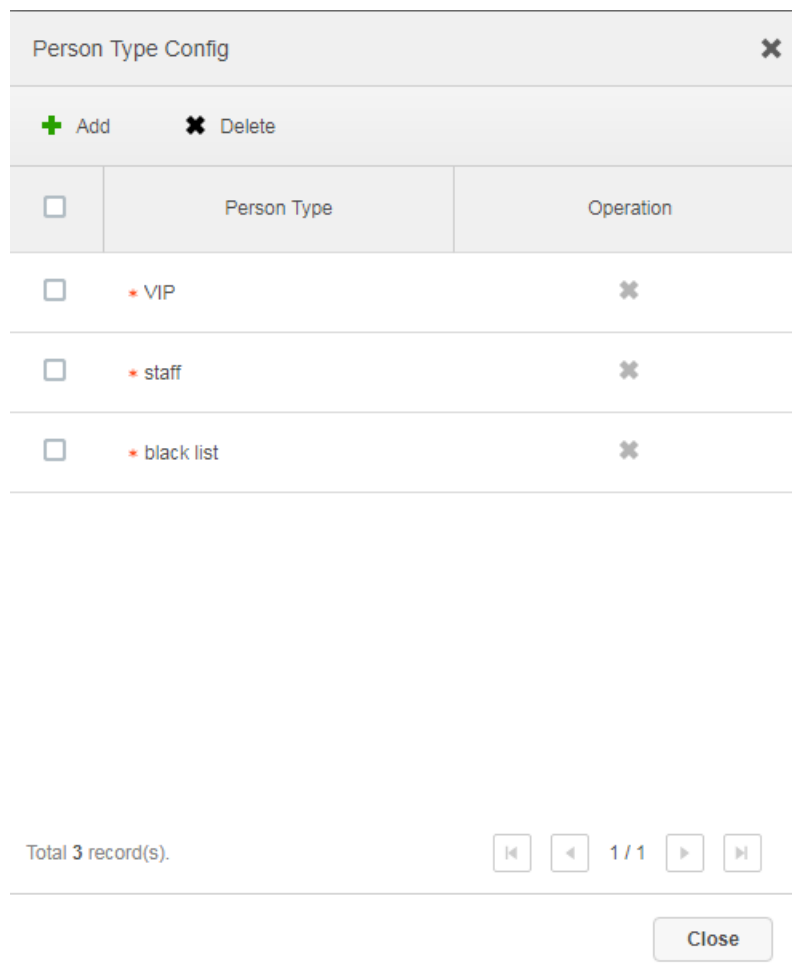 Person Type Config
Add Delete
Person Type Operation
* VIP
* staff
* black list
Total 3 record(s). 1 / 1
Close